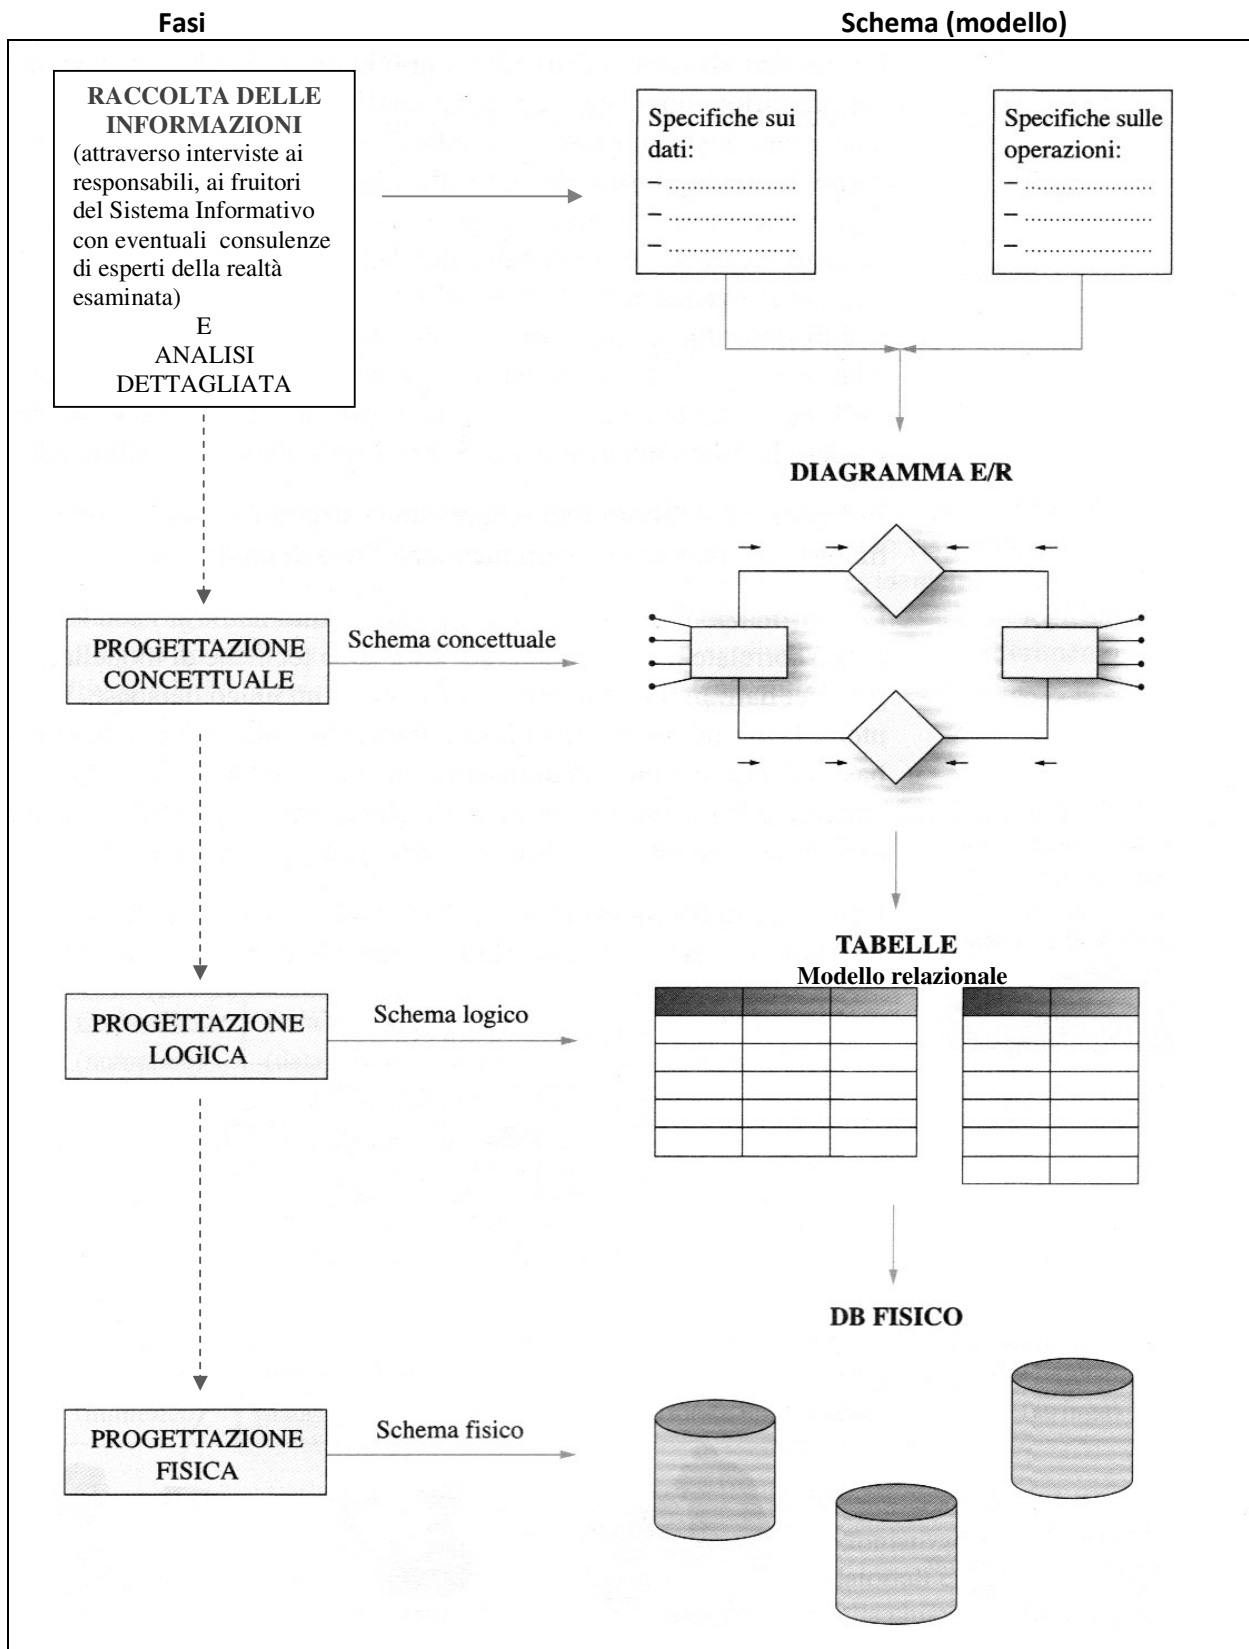 Fasi
Schema (modello)
RACCOLTA DELLE
INFORMAZIONI
(attraverso interviste ai
responsabili, ai fruitori
del Sistema Informativo
con eventuali consulenze
di esperti della realtà
esaminata)
E
ANALISI
DETTAGLIATA
Specifiche sui
dati:
– ....................
– ....................
– ....................
Specifiche sulle
operazioni:
– ....................
– ....................
– ....................
DIAGRAMMA E/R
PROGETTAZIONE
CONCETTUALE
Schema concettuale
TABELLE
Modello relazionale
PROGETTAZIONE
LOGICA
Schema logico
DB FISICO
PROGETTAZIONE
FISICA
Schema fisico